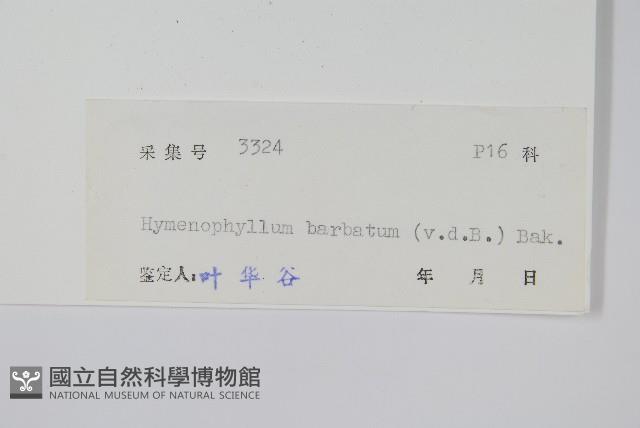 采集号 3324 P16 科
Hymenophyllum barbatum (v.d.B.) Bak.
鉴定人:叶华谷 年 月 日
國立自然科學博物館
NATIONAL MUSEUM OF NATURAL SCIENCE